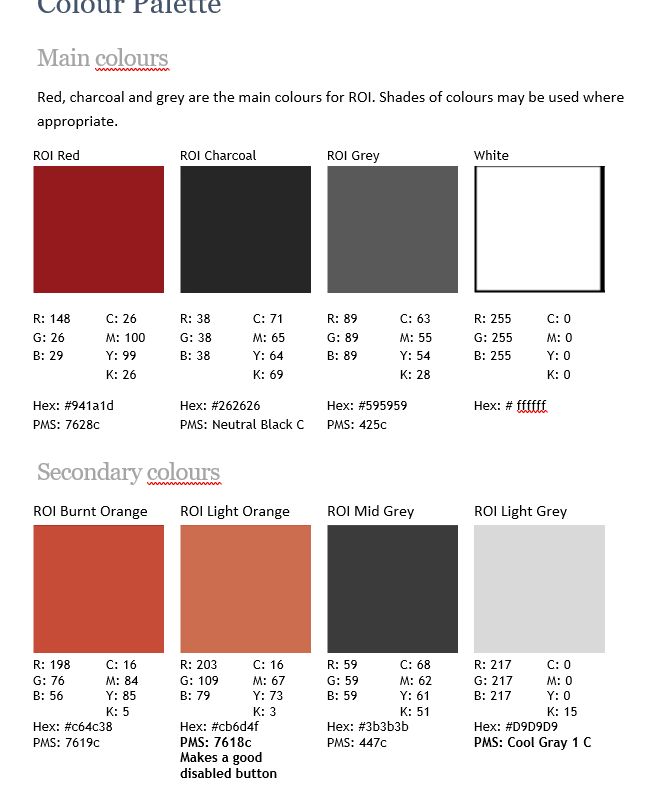 Colour Palette
Main colours
Red, charcoal and grey are the main colours for ROI. Shades of colours may be used where
appropriate.
ROI Red ROI Charcoal ROI Grey White
R: 148 C: 26 R: 38 C: 71 R: 89 C: 63 R: 255 C: 0
G: 26 M: 100 G: 38 M: 65 G: 89 M: 55 G: 255 M: 0
B: 29 Y: 99 B: 38 Y: 64 B: 89 Y: 54 B: 255 Y: 0
K: 26 K: 69 K: 28 K: 0
Hex: #941a1d Hex: #262626 Hex: #595959 Hex: # ffffff
PMS: 7628c PMS: Neutral Black C PMS: 425c
Secondary colours
ROI Burnt Orange ROI Light Orange ROI Mid Grey ROI Light Grey
R: 198 C: 16 R: 203 C: 16 R: 59 C: 68 R: 217 C: 0
G: 76 M: 84 G: 109 M: 67 G: 59 M: 62 G: 217 M: 0
B: 56 Y: 85 B: 79 Y: 73 B: 59 Y: 61 B: 217 Y: 0
K: 5 K: 3 K: 51 K: 15
Hex: #c64c38 Hex: #cb6d4f Hex: #3b3b3b Hex: #D9D9D9
PMS: 7619c PMS: 7618c PMS: 447c PMS: Cool Gray 1 C
Makes a good
disabled button